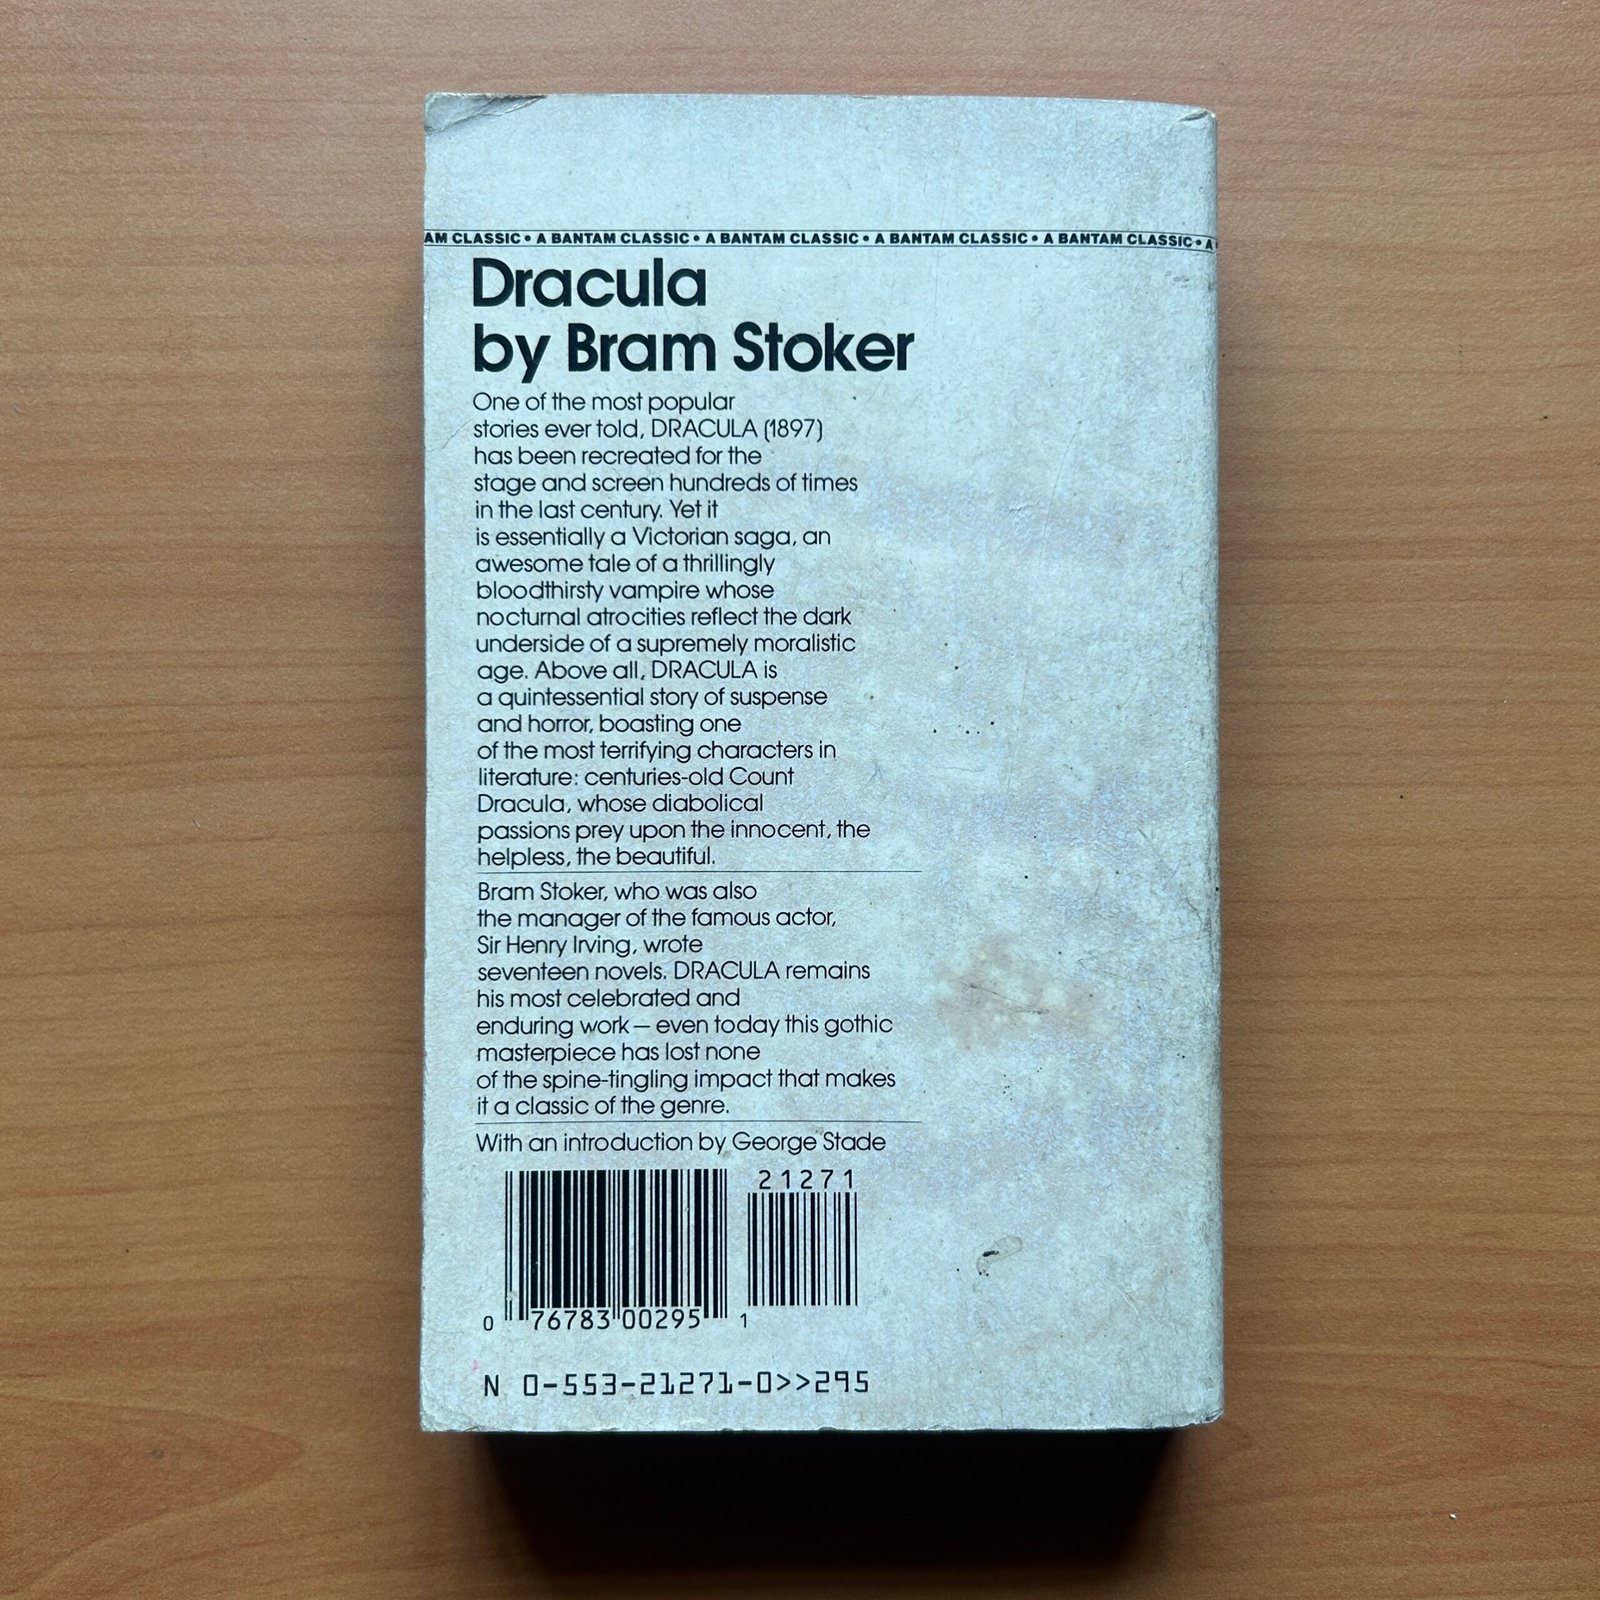 AM CLASSIC • A BANTAM CLASSIC • A BANTAM CLASSIC • A BANTAM CLASSIC • A BANTAM CLASSIC • A
Dracula
by Bram Stoker
One of the most popular
stories ever told, DRACULA (1897)
has been recreated for the
stage and screen hundreds of times
in the last century. Yet it
is essentially a Victorian saga, an
awesome tale of a thrillingly
bloodthirsty vampire whose
nocturnal atrocities reflect the dark
underside of a supremely moralistic
age. Above all, DRACULA is
a quintessential story of suspense
and horror, boasting one
of the most terrifying characters in
literature: centuries-old Count
Dracula, whose diabolical
passions prey upon the innocent, the
helpless, the beautiful.
Bram Stoker, who was also
the manager of the famous actor,
Sir Henry Irving, wrote
seventeen novels. DRACULA remains
his most celebrated and
enduring work — even today this gothic
masterpiece has lost none
of the spine-tingling impact that makes
it a classic of the genre.
With an introduction by George Stade
21271
0 76783 00295 1
N 0-553-21271-0>>295